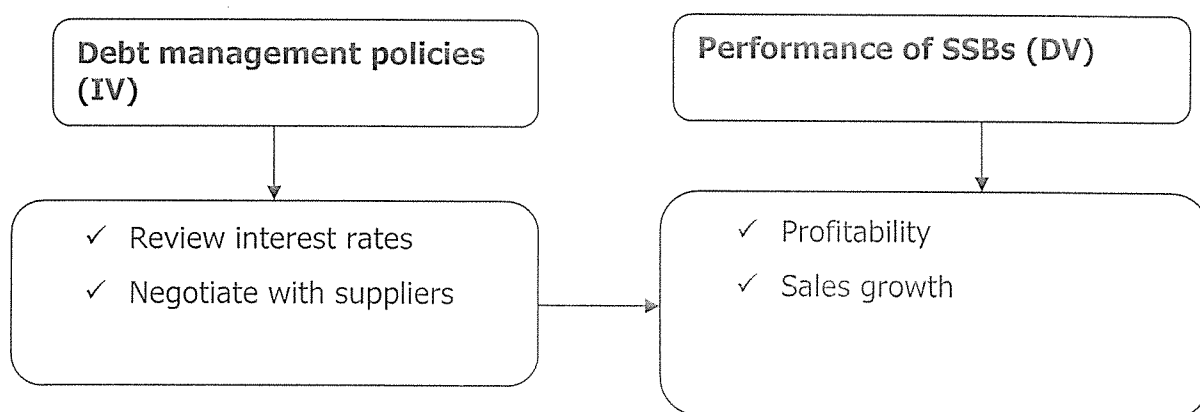 Debt management policies
(IV)
Performance of SSBs (DV)
✓ Review interest rates
✓ Negotiate with suppliers
✓ Profitability
✓ Sales growth